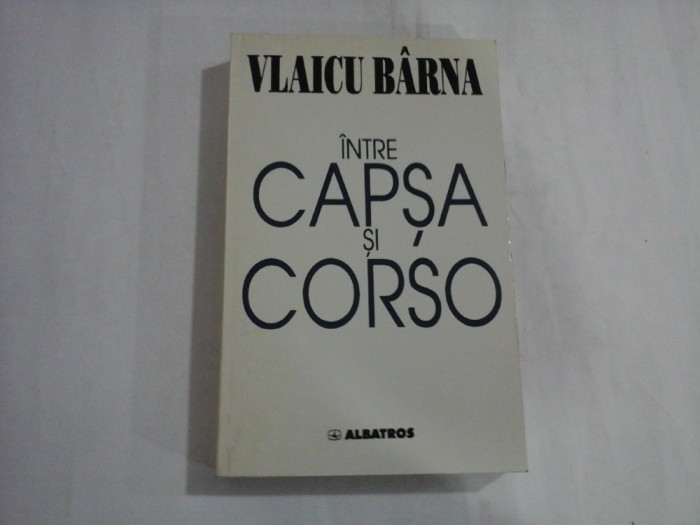 VLAICU BÂRNA
ÎNTRE
CAPȘA
ȘI
CORSO
ALBATROS